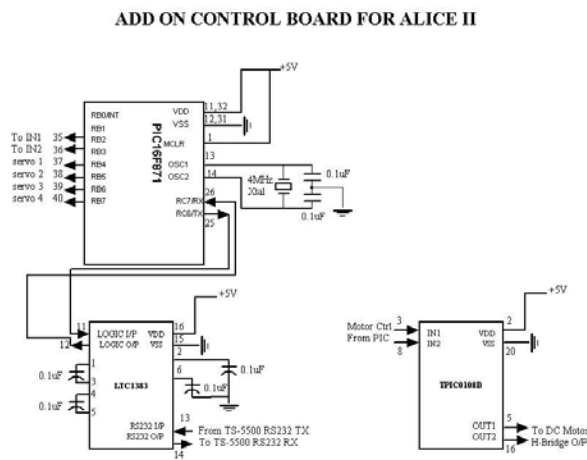 ADD ON CONTROL BOARD FOR ALICE II
+5V
RB0/INT
RB1
RB2
RB3
RB4
RB5
RB6
RB7
PIC16F871
VDD
VSS
MCLR
OSC1
OSC2
RC7/RX
RC6/TX
11,32
12,31
1
13
14
26
25
To IN1 35
To IN2 36
servo 1 37
servo 2 38
servo 3 39
servo 4 40
4MHz
Xtal
0.1uF
0.1uF
+5V
11 LOGIC I/P VDD 16
12 LOGIC O/P VSS 15
1
3
4
5
2
6
0.1uF
0.1uF
0.1uF
0.1uF
LTC1383
RS232 I/P 13 From TS-5500 RS232 TX
RS232 O/P 14 To TS-5500 RS232 RX
+5V
Motor Ctrl 3 IN1 VDD 2
From PIC 8 IN2 VSS 20
TPIC0108B
OUT1 5 To DC Motor
OUT2 16 H-Bridge O/P